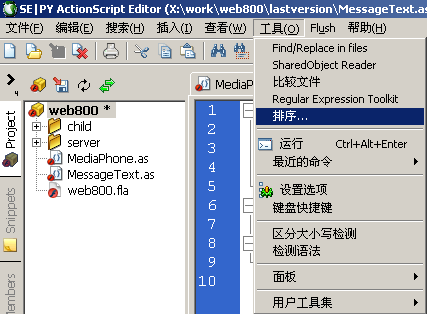 SE|PY ActionScript Editor (X:\work\web800\lastversion\MessageText.as
文件(F) 编辑(M) 搜索(H) 插入(I) 查看(W) 工具(O) Flysh 帮助(H)
Find/Replace in files
SharedObject Reader
比较文件
Regular Expression Toolkit
排序...
运行 Ctrl+Alt+Enter
最近的命令
设置选项
键盘快捷键
区分大小写检测
检测语法
面板
用户工具集
Project
Snippets
members
web800 *
child
server
MediaPhone.as
MessageText.as
web800.fla
MediaP
1
2
3
4
5
6
7
8
9
10